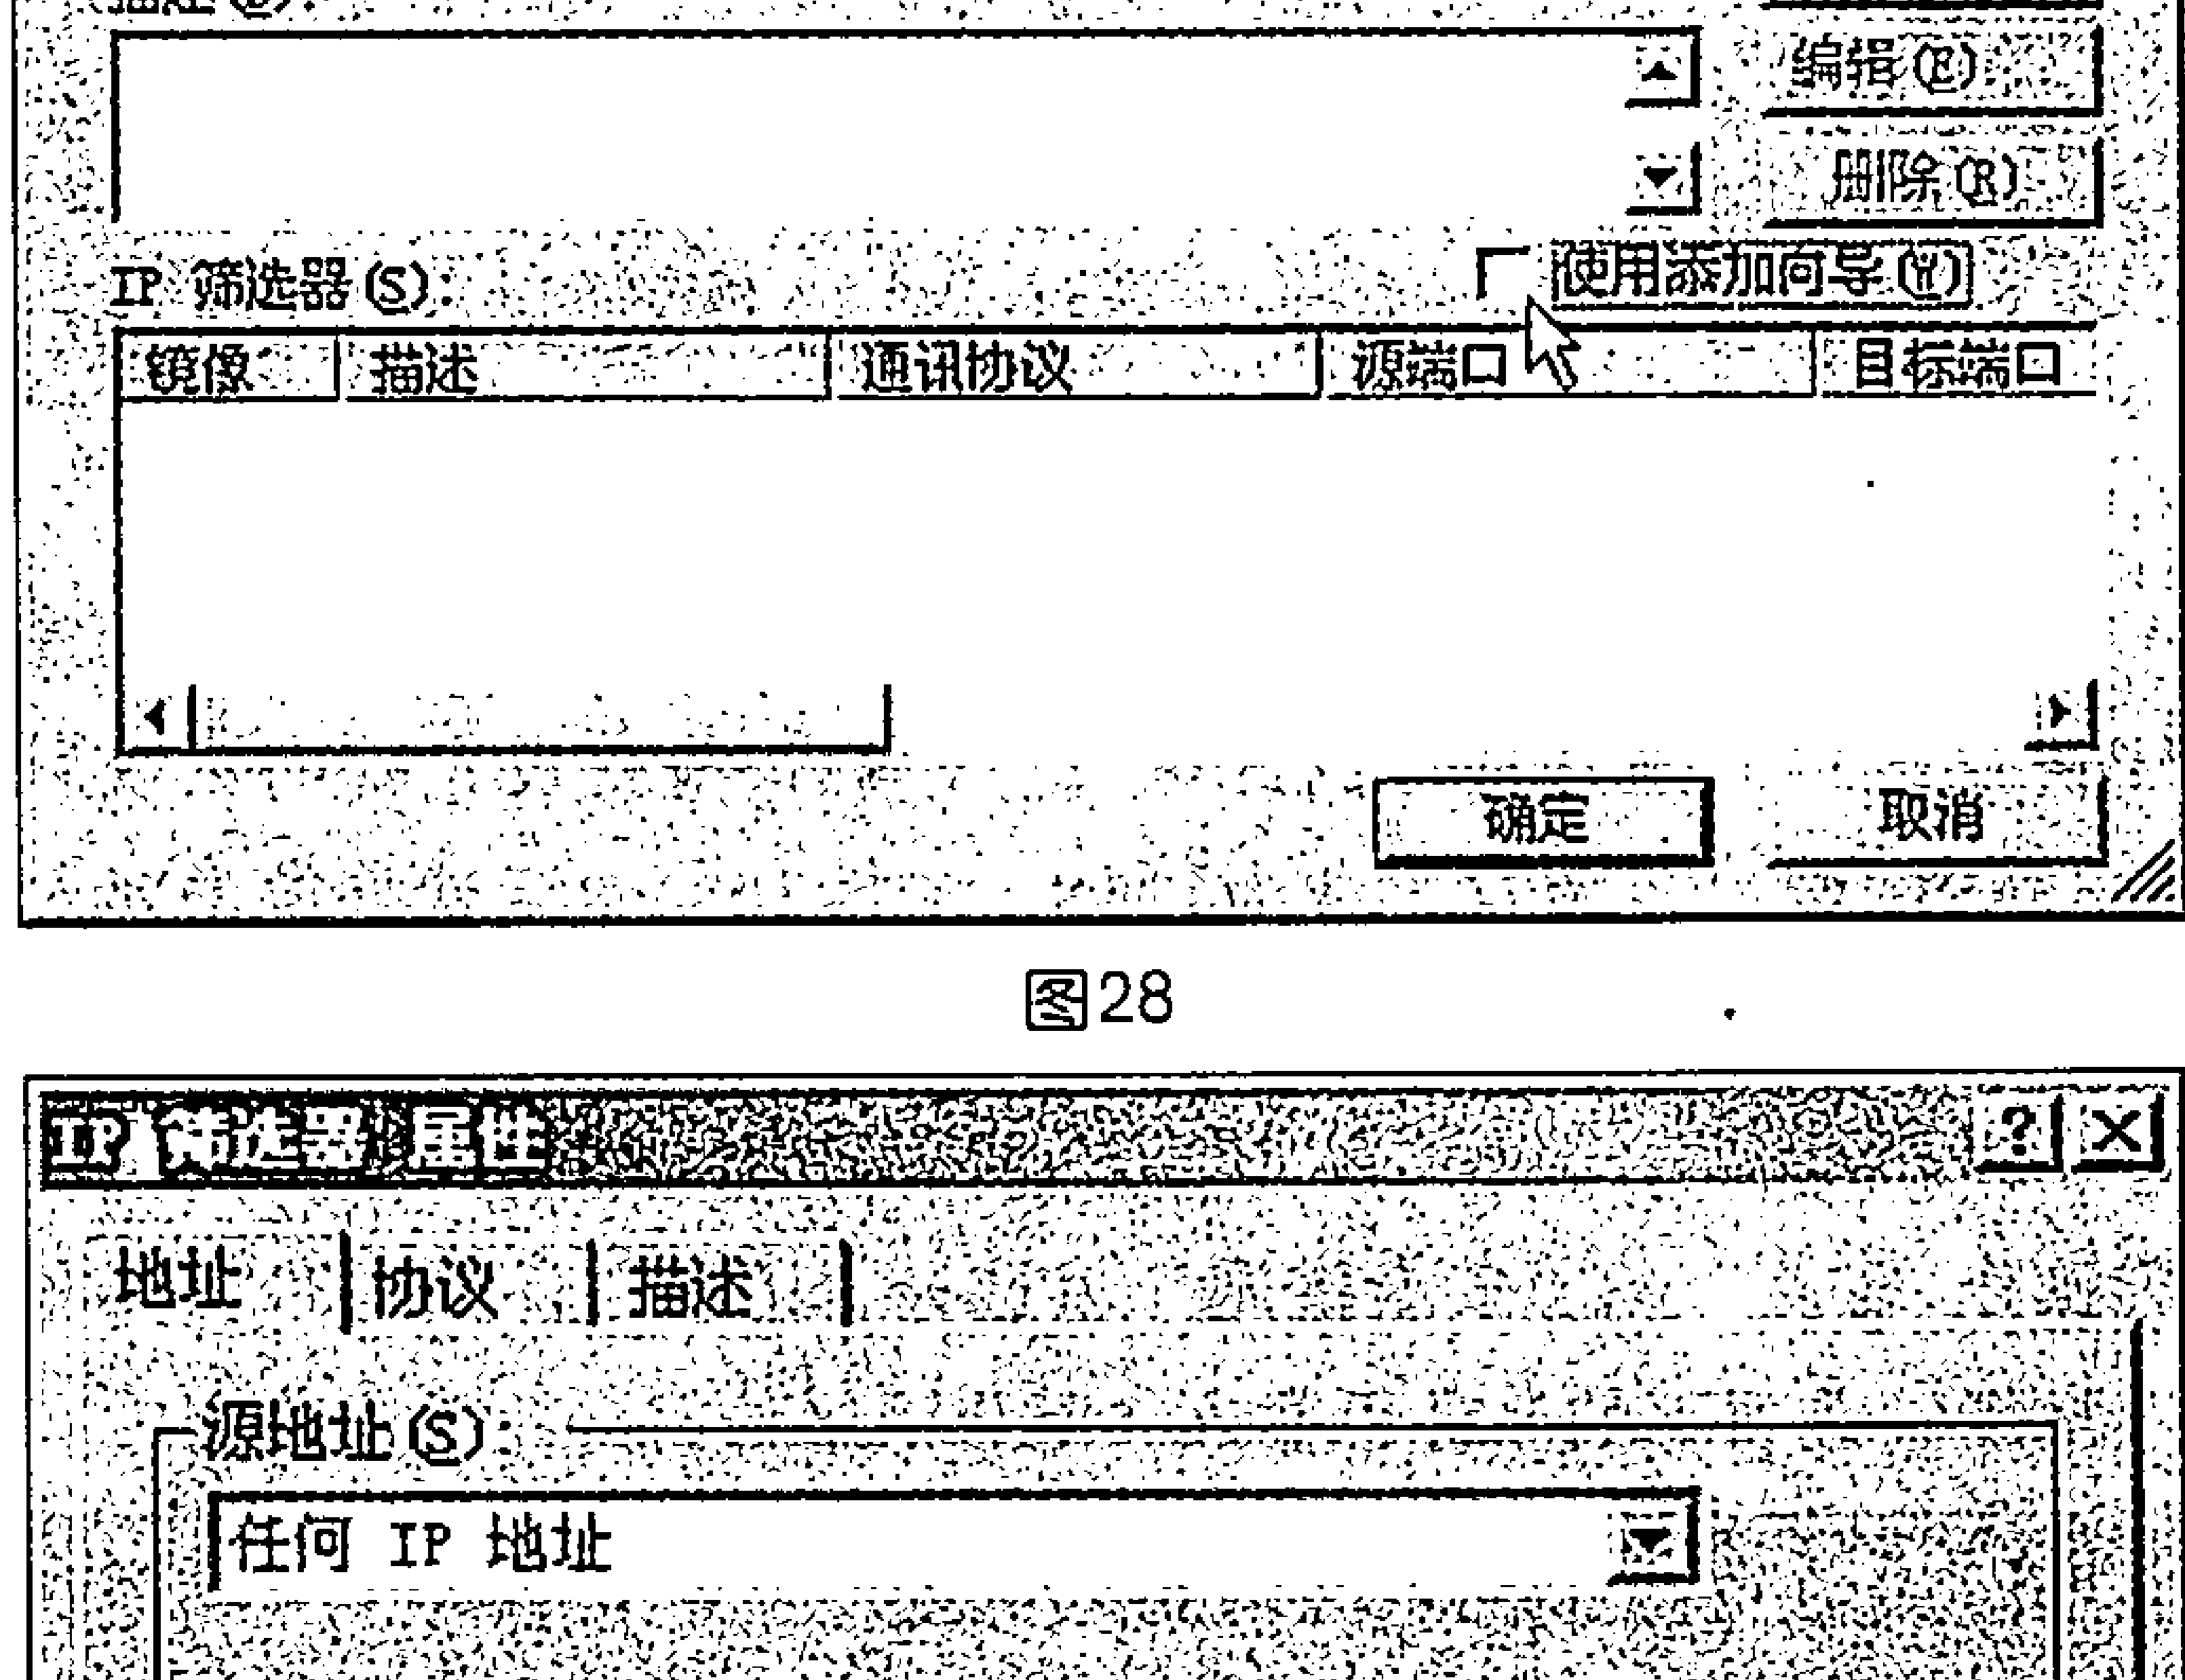 编辑(E)
删除(R)
IP 筛选器(S): 使用添加向导(W)
镜像 描述 通讯协议 源端口 目标端口
确定 取消
图28
IP 筛选器 属性
地址 协议 描述
源地址(S):
任何 IP 地址